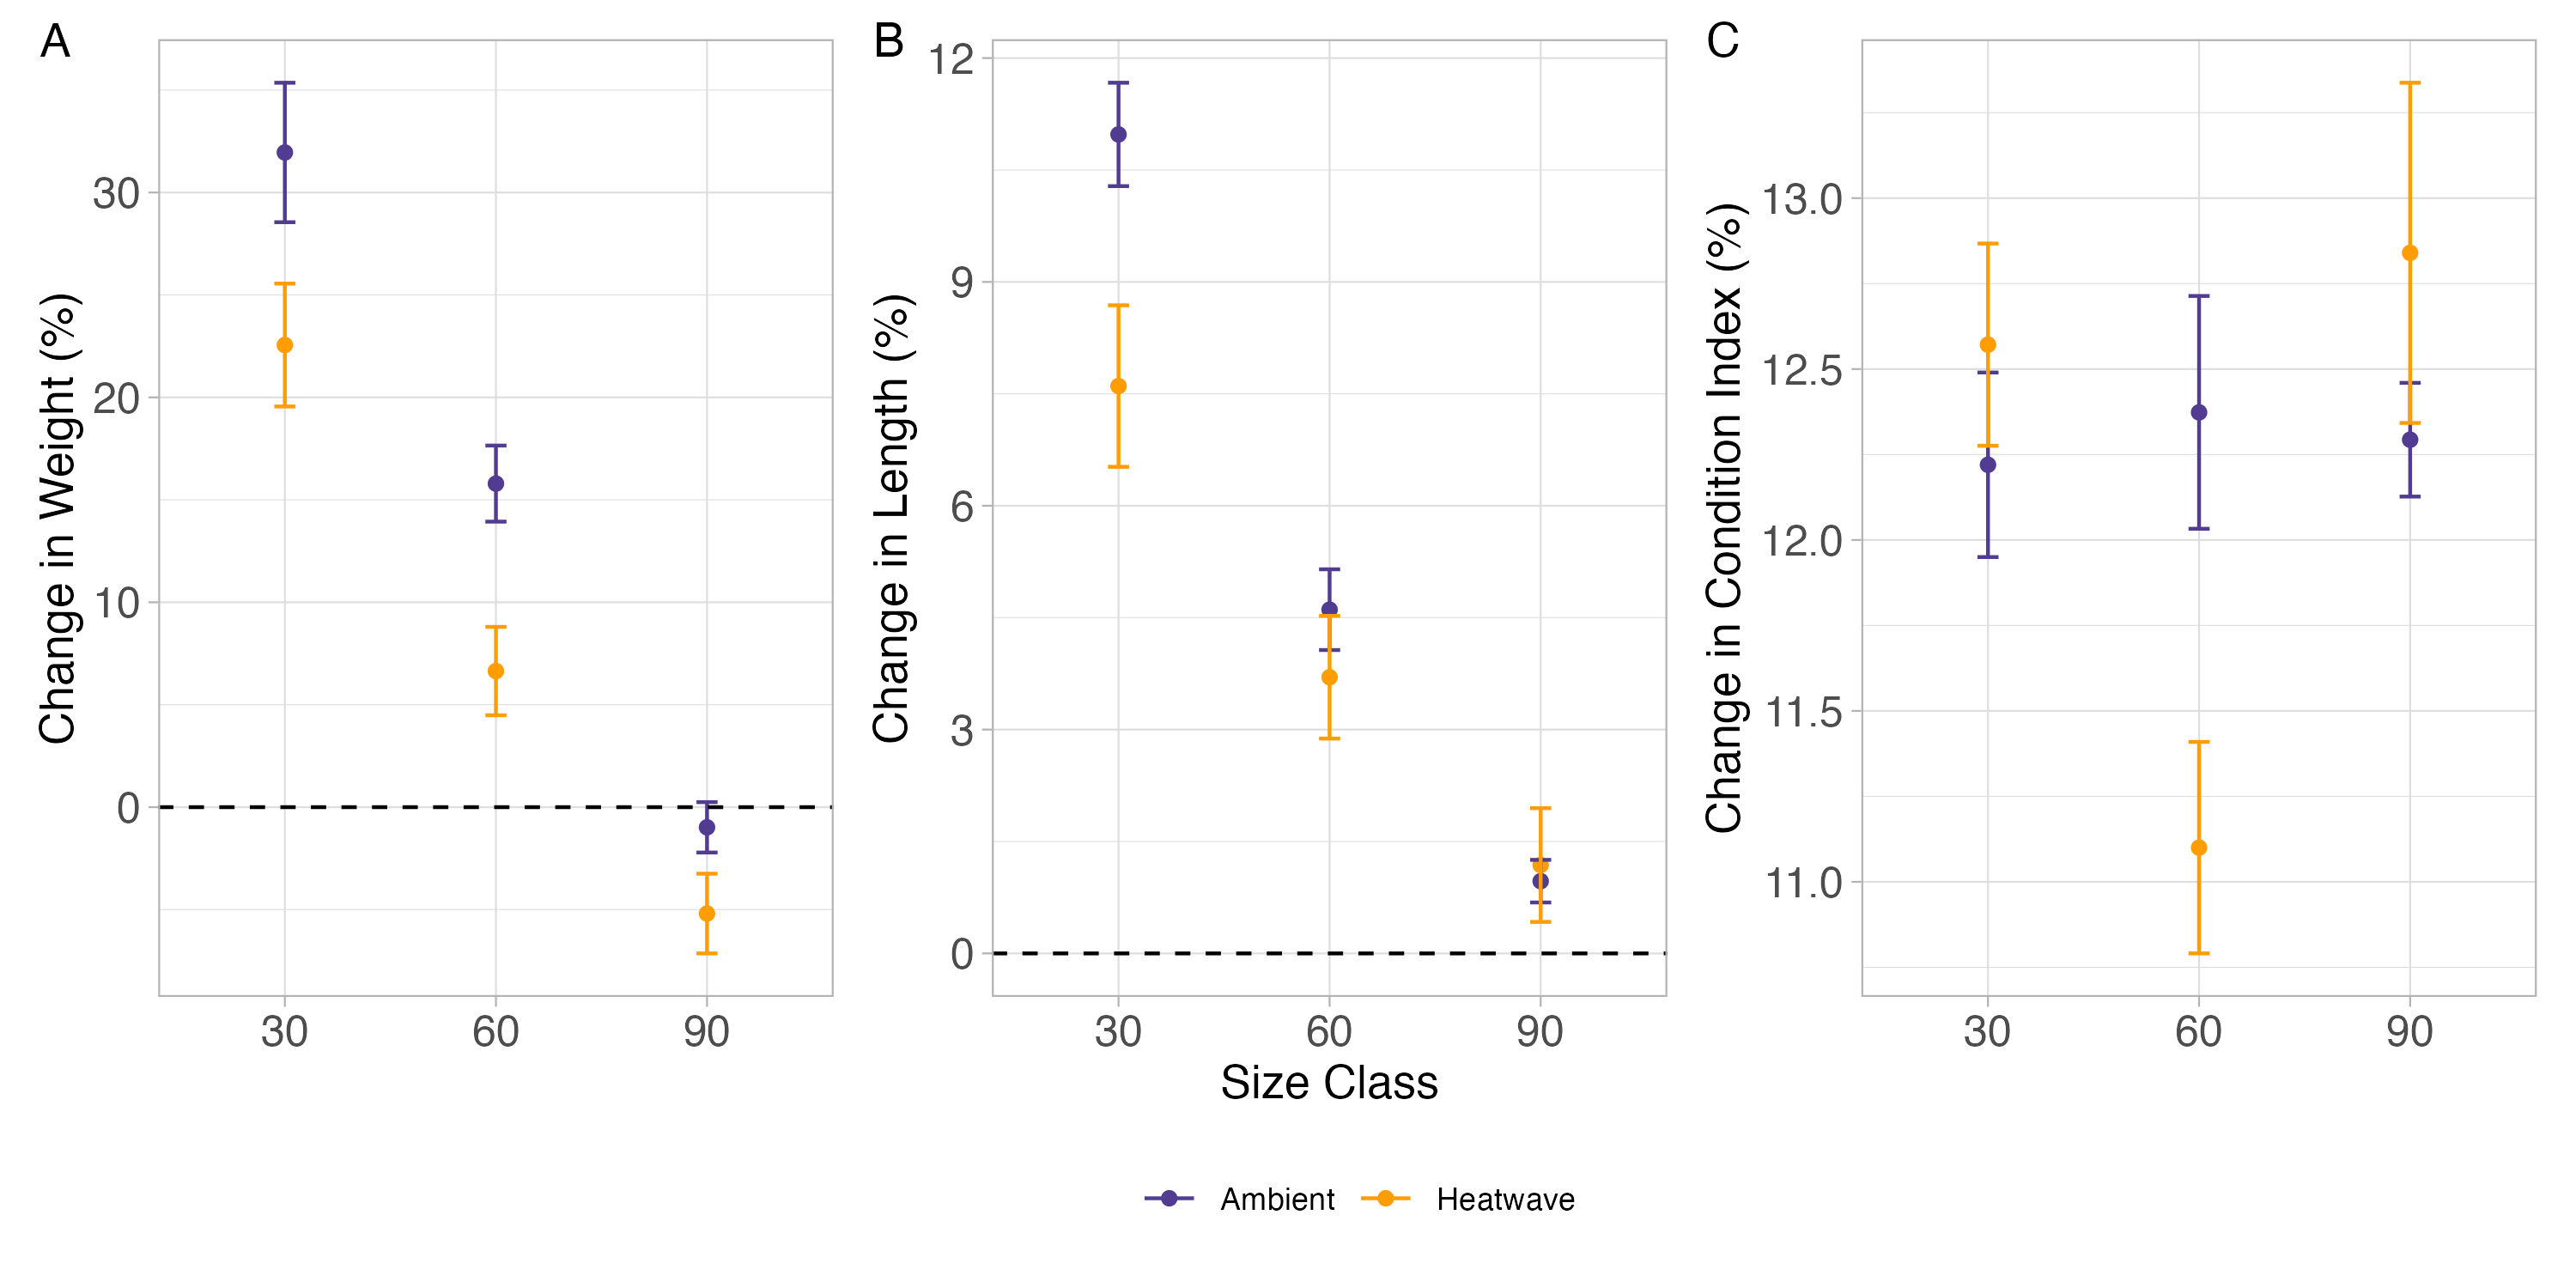 A
B
C
Change in Weight (%)
30
20
10
0
30
60
90
Change in Length (%)
12
9
6
3
0
30
60
90
Change in Condition Index (%)
13.0
12.5
12.0
11.5
11.0
30
60
90
Size Class
Ambient
Heatwave